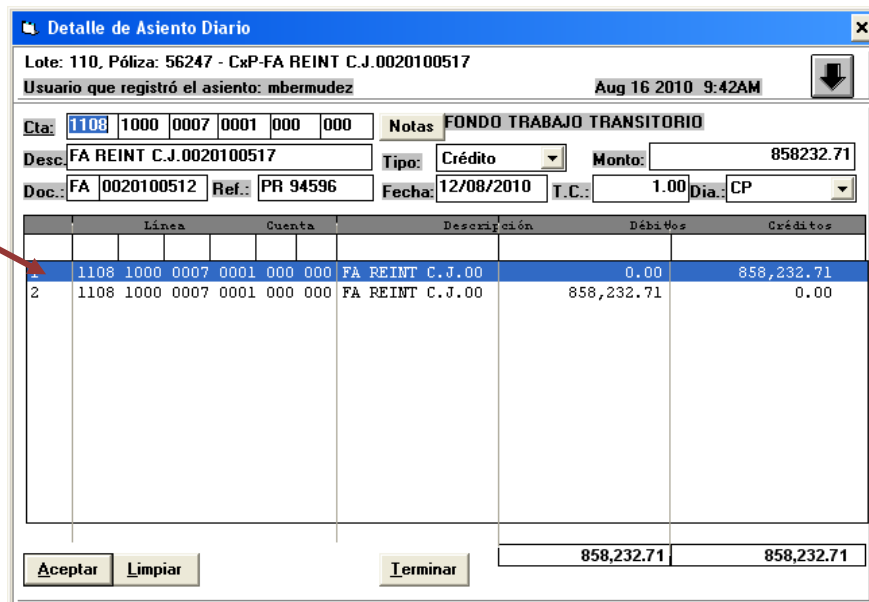 Detalle de Asiento Diario
Lote: 110, Póliza: 56247 - CxP-FA REINT C.J.0020100517
Usuario que registró el asiento: mbermudez Aug 16 2010 9:42AM
Cta: 1108 1000 0007 0001 000 000 Notas FONDO TRABAJO TRANSITORIO
Desc. FA REINT C.J.0020100517 Tipo: Crédito Monto: 858232.71
Doc.: FA 0020100512 Ref.: PR 94596 Fecha: 12/08/2010 T.C.: 1.00 Dia.: CP
Línea Cuenta Descripción Débitos Créditos
1 1108 1000 0007 0001 000 000 FA REINT C.J.00 0.00 858,232.71
2 1108 1000 0007 0001 000 000 FA REINT C.J.00 858,232.71 0.00
858,232.71 858,232.71
Aceptar Limpiar Terminar